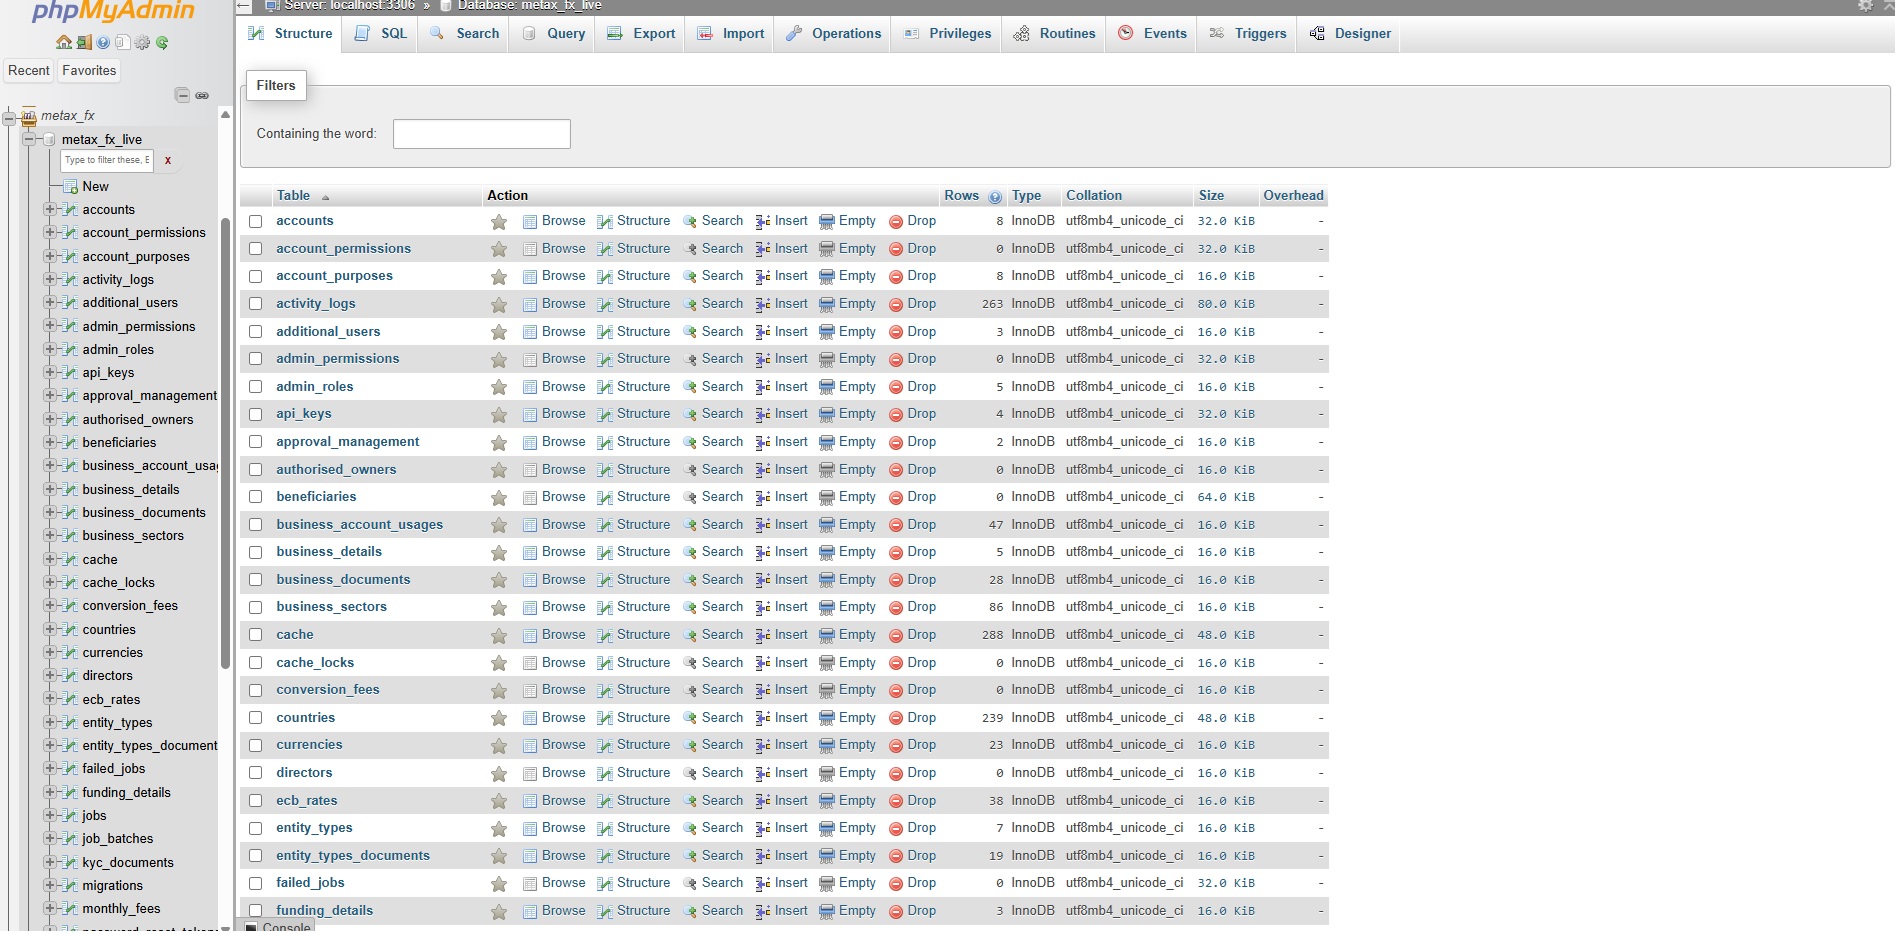 phpMyAdmin
Recent Favorites
metax_fx
metax_fx_live
Type to filter these, E x
New
accounts
account_permissions
account_purposes
activity_logs
additional_users
admin_permissions
admin_roles
api_keys
approval_management
authorised_owners
beneficiaries
business_account_usa
business_details
business_documents
business_sectors
cache
cache_locks
conversion_fees
countries
currencies
directors
ecb_rates
entity_types
entity_types_document
failed_jobs
funding_details
jobs
job_batches
kyc_documents
migrations
monthly_fees
Server: localhost:3306 » Database: metax_fx_live
Structure SQL Search Query Export Import Operations Privileges Routines Events Triggers Designer
Filters
Containing the word:
Table Action Rows Type Collation Size Overhead
accounts Browse Structure Search Insert Empty Drop 8 InnoDB utf8mb4_unicode_ci 32.0 KiB -
account_permissions Browse Structure Search Insert Empty Drop 0 InnoDB utf8mb4_unicode_ci 32.0 KiB -
account_purposes Browse Structure Search Insert Empty Drop 8 InnoDB utf8mb4_unicode_ci 16.0 KiB -
activity_logs Browse Structure Search Insert Empty Drop 263 InnoDB utf8mb4_unicode_ci 80.0 KiB -
additional_users Browse Structure Search Insert Empty Drop 3 InnoDB utf8mb4_unicode_ci 16.0 KiB -
admin_permissions Browse Structure Search Insert Empty Drop 0 InnoDB utf8mb4_unicode_ci 32.0 KiB -
admin_roles Browse Structure Search Insert Empty Drop 5 InnoDB utf8mb4_unicode_ci 16.0 KiB -
api_keys Browse Structure Search Insert Empty Drop 4 InnoDB utf8mb4_unicode_ci 32.0 KiB -
approval_management Browse Structure Search Insert Empty Drop 2 InnoDB utf8mb4_unicode_ci 16.0 KiB -
authorised_owners Browse Structure Search Insert Empty Drop 0 InnoDB utf8mb4_unicode_ci 16.0 KiB -
beneficiaries Browse Structure Search Insert Empty Drop 0 InnoDB utf8mb4_unicode_ci 64.0 KiB -
business_account_usages Browse Structure Search Insert Empty Drop 47 InnoDB utf8mb4_unicode_ci 16.0 KiB -
business_details Browse Structure Search Insert Empty Drop 5 InnoDB utf8mb4_unicode_ci 16.0 KiB -
business_documents Browse Structure Search Insert Empty Drop 28 InnoDB utf8mb4_unicode_ci 16.0 KiB -
business_sectors Browse Structure Search Insert Empty Drop 86 InnoDB utf8mb4_unicode_ci 16.0 KiB -
cache Browse Structure Search Insert Empty Drop 288 InnoDB utf8mb4_unicode_ci 48.0 KiB -
cache_locks Browse Structure Search Insert Empty Drop 0 InnoDB utf8mb4_unicode_ci 16.0 KiB -
conversion_fees Browse Structure Search Insert Empty Drop 0 InnoDB utf8mb4_unicode_ci 16.0 KiB -
countries Browse Structure Search Insert Empty Drop 239 InnoDB utf8mb4_unicode_ci 48.0 KiB -
currencies Browse Structure Search Insert Empty Drop 23 InnoDB utf8mb4_unicode_ci 16.0 KiB -
directors Browse Structure Search Insert Empty Drop 0 InnoDB utf8mb4_unicode_ci 16.0 KiB -
ecb_rates Browse Structure Search Insert Empty Drop 38 InnoDB utf8mb4_unicode_ci 16.0 KiB -
entity_types Browse Structure Search Insert Empty Drop 7 InnoDB utf8mb4_unicode_ci 16.0 KiB -
entity_types_documents Browse Structure Search Insert Empty Drop 19 InnoDB utf8mb4_unicode_ci 16.0 KiB -
failed_jobs Browse Structure Search Insert Empty Drop 0 InnoDB utf8mb4_unicode_ci 32.0 KiB -
funding_details Browse Structure Search Insert Empty Drop 3 InnoDB utf8mb4_unicode_ci 16.0 KiB -
Console